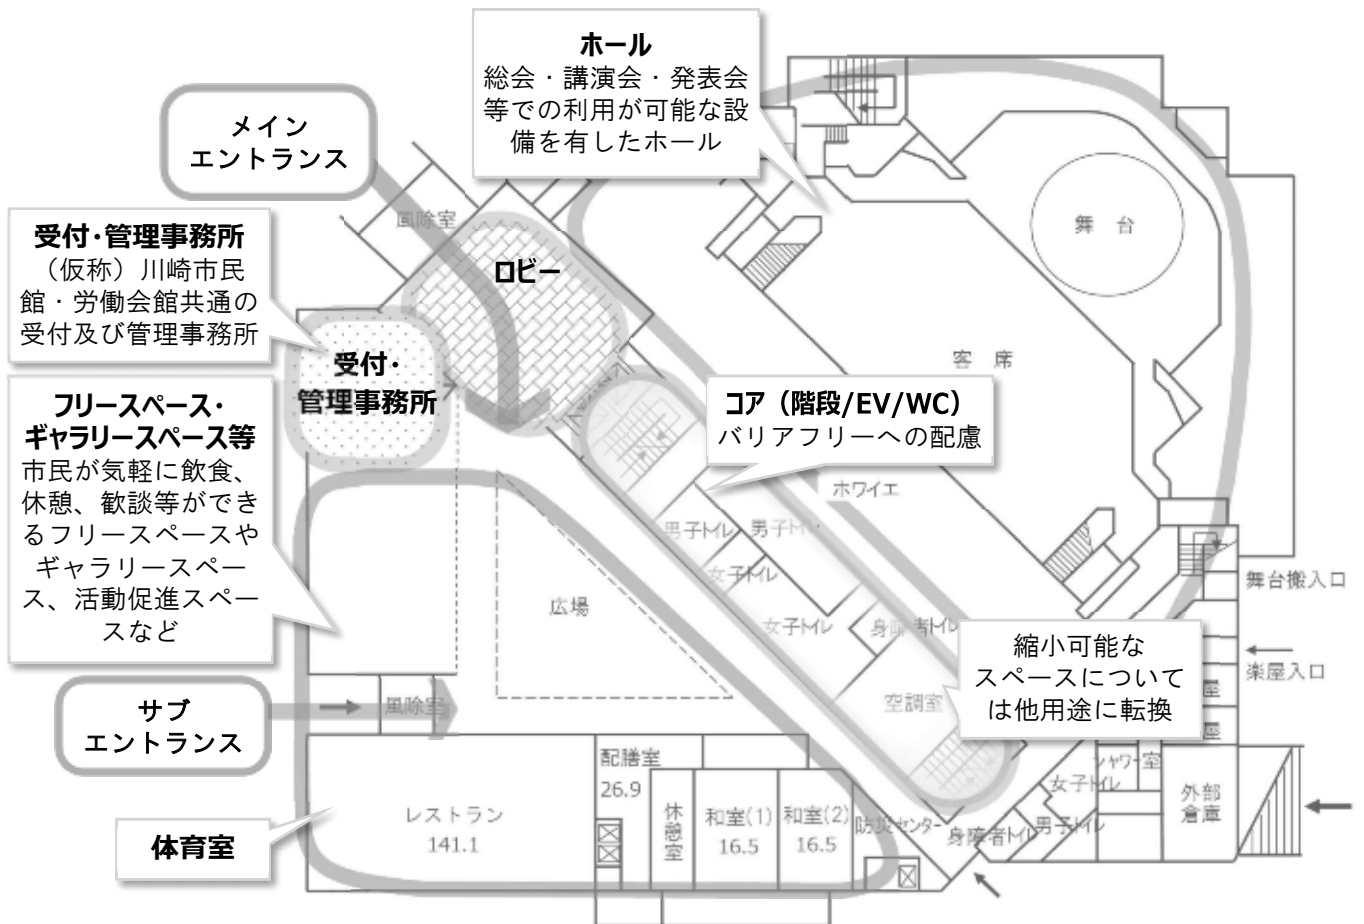 ホール
総会・講演会・発表会
等での利用が可能な設
備を有したホール
メイン
エントランス
風除室
受付・管理事務所
（仮称）川崎市民
館・労働会館共通の
受付及び管理事務所
ロビー
舞 台
受付・
管理事務所
客 席
フリースペース・
ギャラリースペース等
市民が気軽に飲食、
休憩、歓談等ができ
るフリースペースや
ギャラリースペー
ス、活動促進スペー
スなど
コア（階段/EV/WC）
バリアフリーへの配慮
ホワイエ
男子トイレ
男子トイレ
女子トイレ
女子トイレ
身障者トイレ
広場
舞台搬入口
楽屋入口
縮小可能な
スペースについて
は他用途に転換
空調室
屋
屋
サブ
エントランス
風除室
配膳室
26.9
レストラン
141.1
休憩室
和室(1)
16.5
和室(2)
16.5
防災センター
身障者トイレ
男子トイレ
女子トイレ
シャワー室
外部
倉庫
体育室